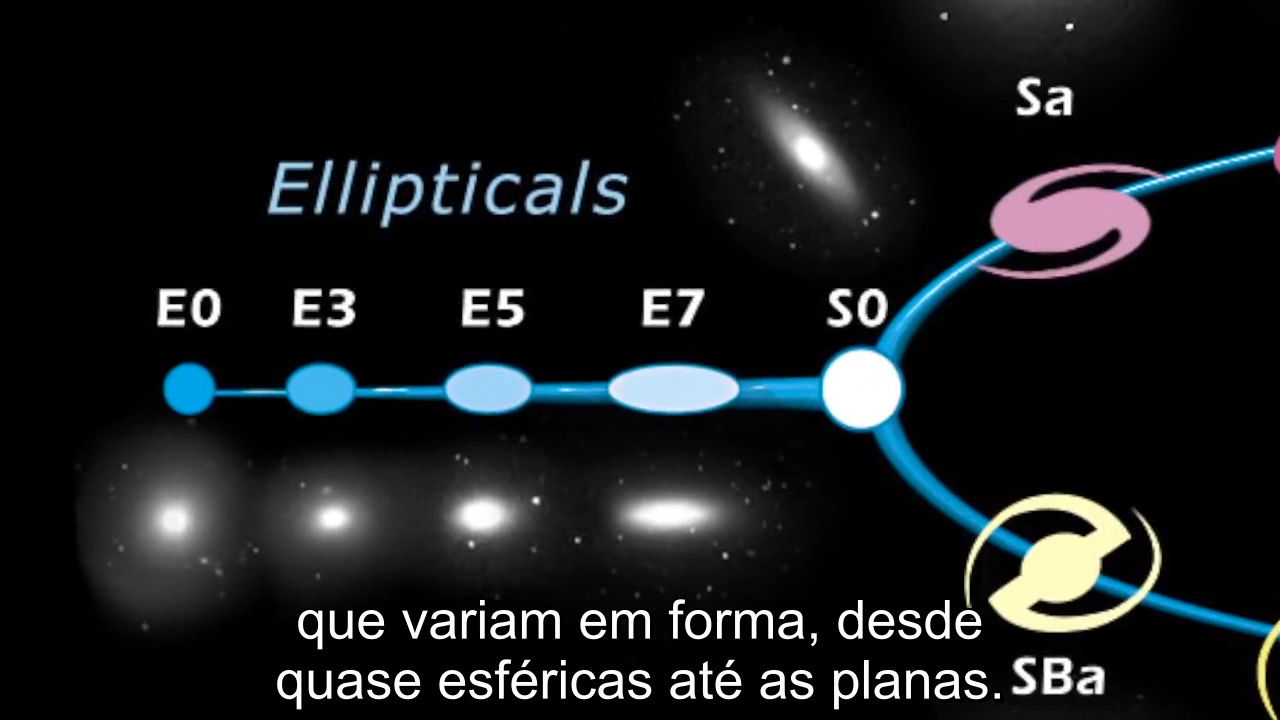 Sa
Ellipticals
E0 E3 E5 E7 S0
que variam em forma, desde
quase esféricas até as planas.
SBa